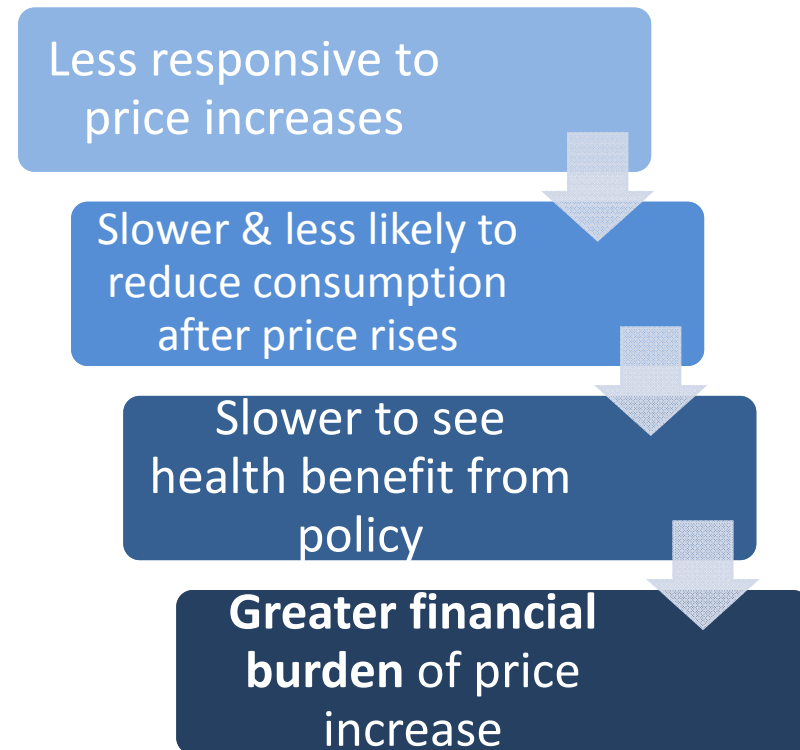 Less responsive to
price increases
Slower & less likely to
reduce consumption
after price rises
Slower to see
health benefit from
policy
Greater financial
burden of price
increase